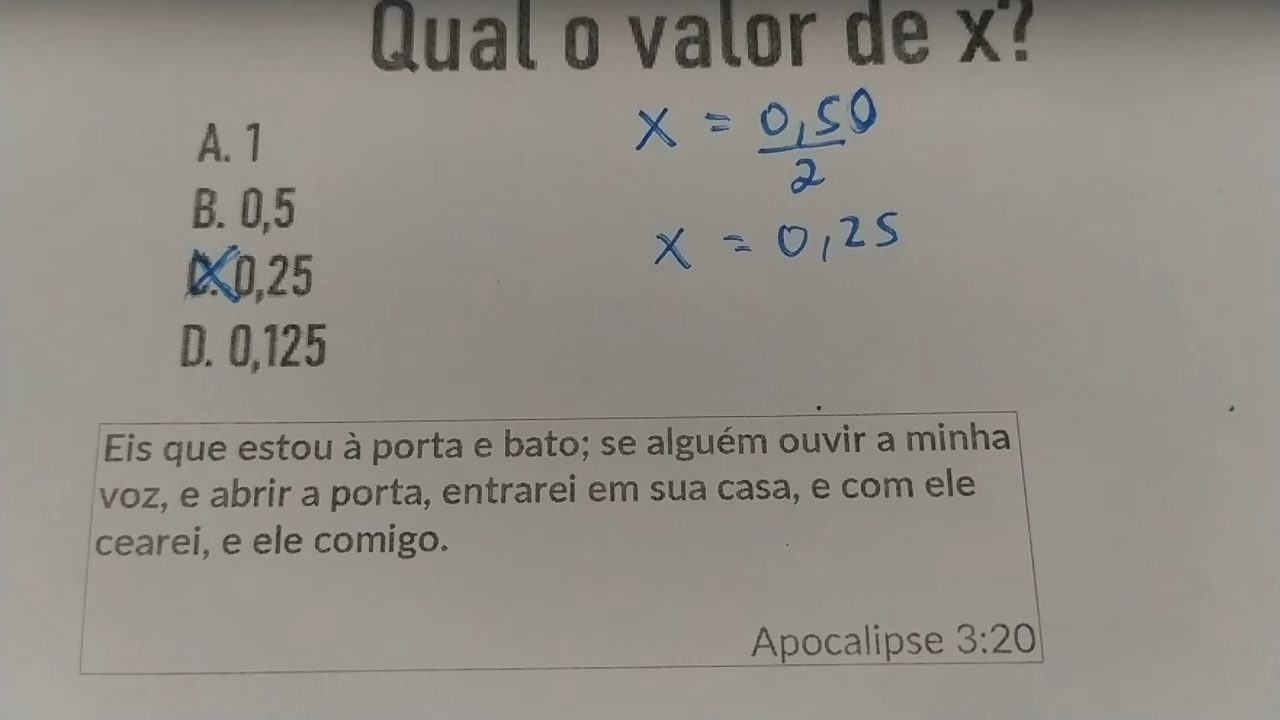 Qual o valor de x?
A. 1
B. 0,5
C. 0,25
D. 0,125
x = 0,50
2
x = 0,25
Eis que estou à porta e bato; se alguém ouvir a minha
voz, e abrir a porta, entrarei em sua casa, e com ele
cearei, e ele comigo.
Apocalipse 3:20